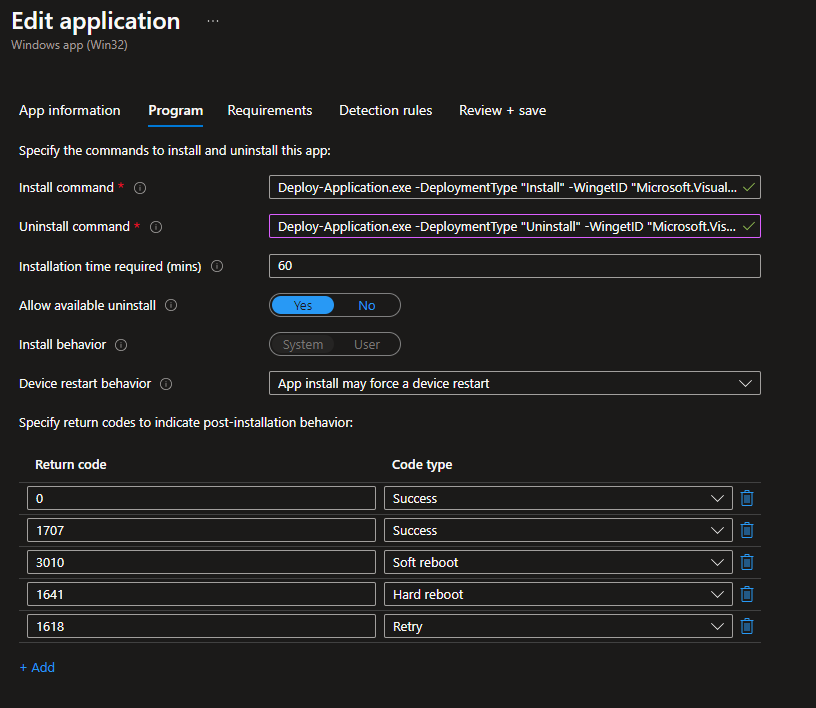 Edit application ...
Windows app (Win32)
App information Program Requirements Detection rules Review + save
Specify the commands to install and uninstall this app:
Install command * Deploy-Application.exe -DeploymentType "Install" -WingetID "Microsoft.Visual...
Uninstall command * Deploy-Application.exe -DeploymentType "Uninstall" -WingetID "Microsoft.Vis...
Installation time required (mins) 60
Allow available uninstall Yes No
Install behavior System User
Device restart behavior App install may force a device restart
Specify return codes to indicate post-installation behavior:
Return code Code type
0 Success
1707 Success
3010 Soft reboot
1641 Hard reboot
1618 Retry
+ Add